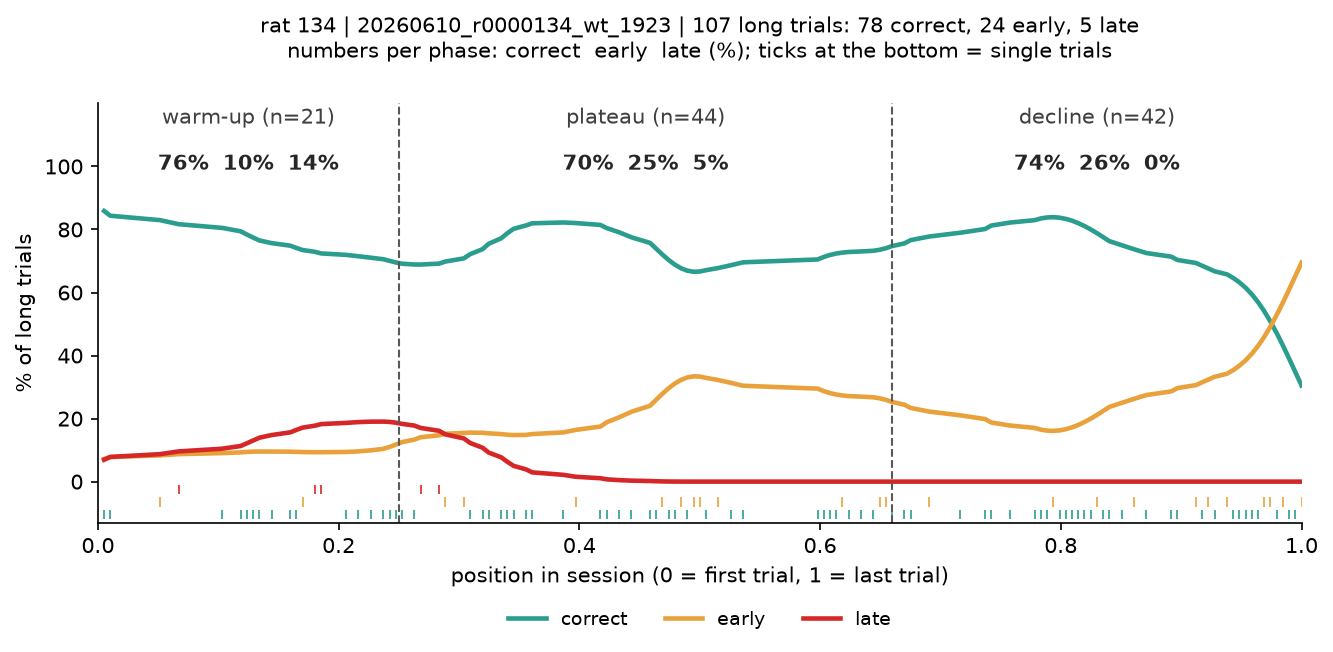 rat 134 | 20260610_r0000134_wt_1923 | 107 long trials: 78 correct, 24 early, 5 late
numbers per phase: correct  early  late (%); ticks at the bottom = single trials
warm-up (n=21)
plateau (n=44)
decline (n=42)
76%  10%  14%
70%  25%  5%
74%  26%  0%
% of long trials
100
80
60
40
20
0
0.0
0.2
0.4
0.6
0.8
1.0
position in session (0 = first trial, 1 = last trial)
correct
early
late